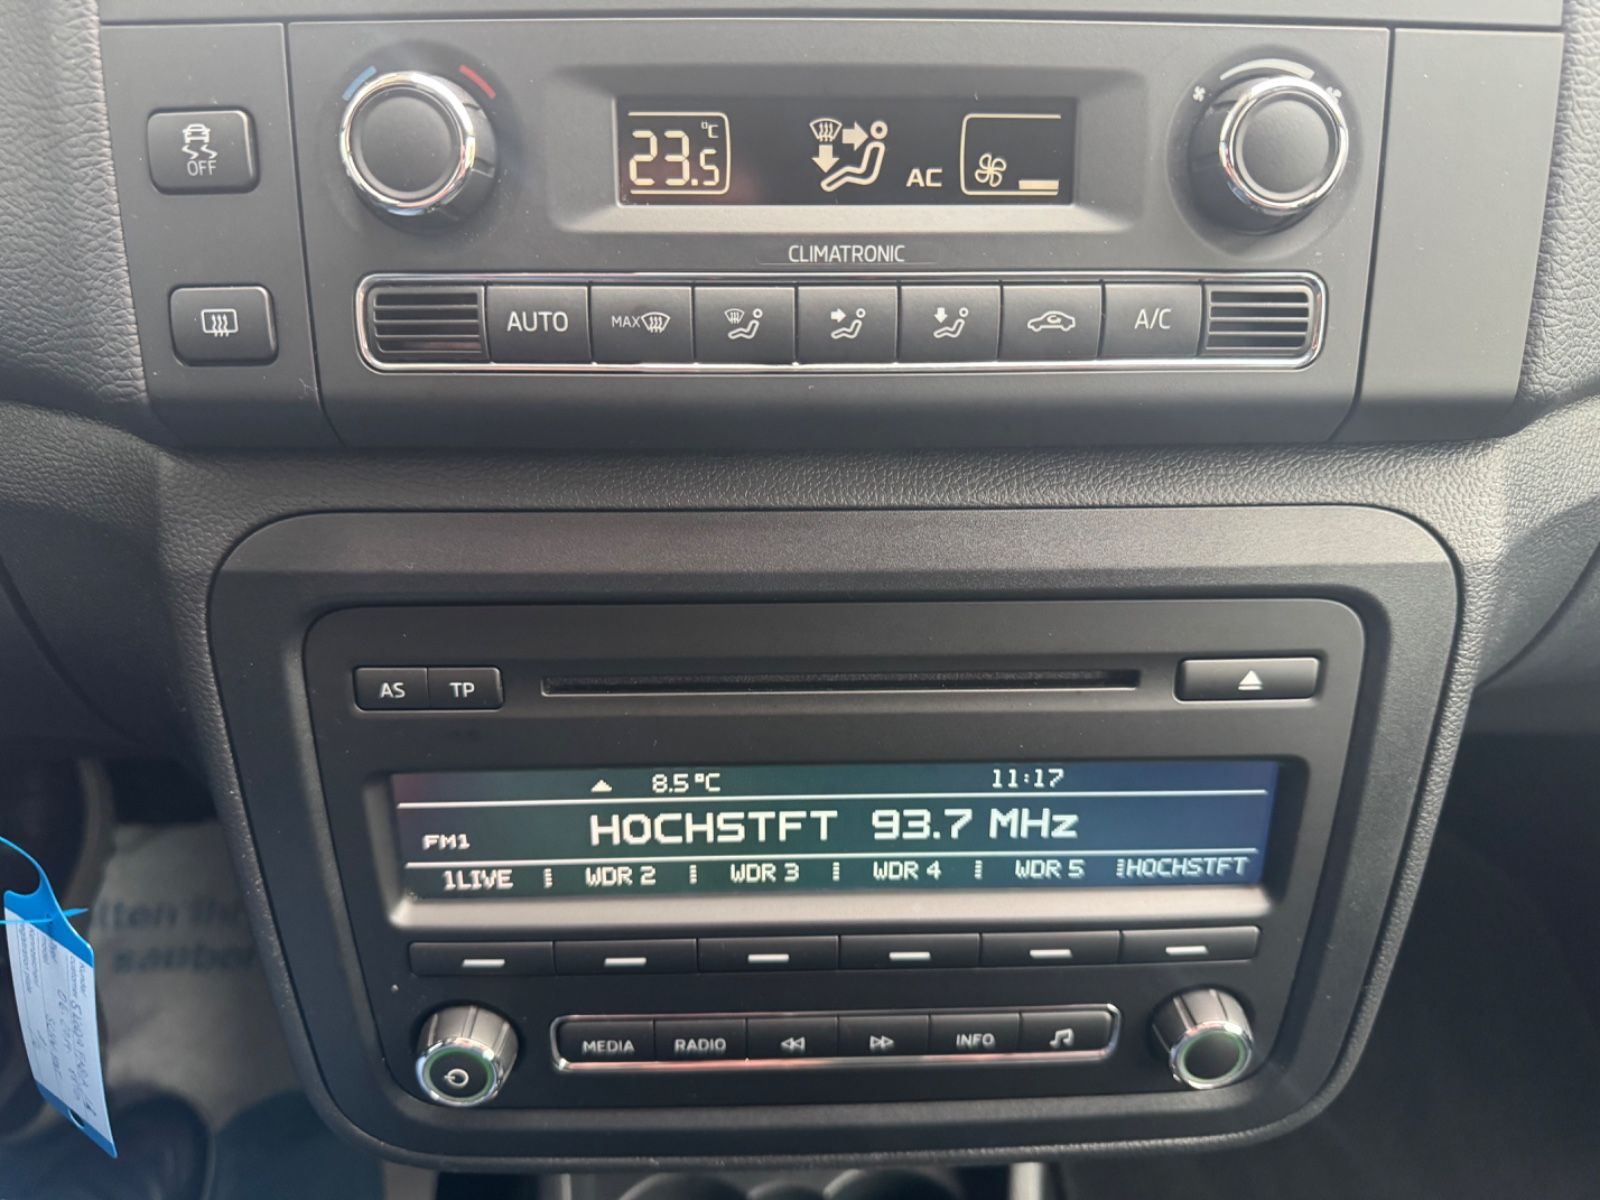 23.5 °C
AC
OFF
CLIMATRONIC
AUTO MAX A/C
AS TP
8.5 °C 11:17
FM1 HOCHSTFT 93.7 MHz
1LIVE WDR 2 WDR 3 WDR 4 WDR 5 HOCHSTFT
MEDIA RADIO INFO
sauber